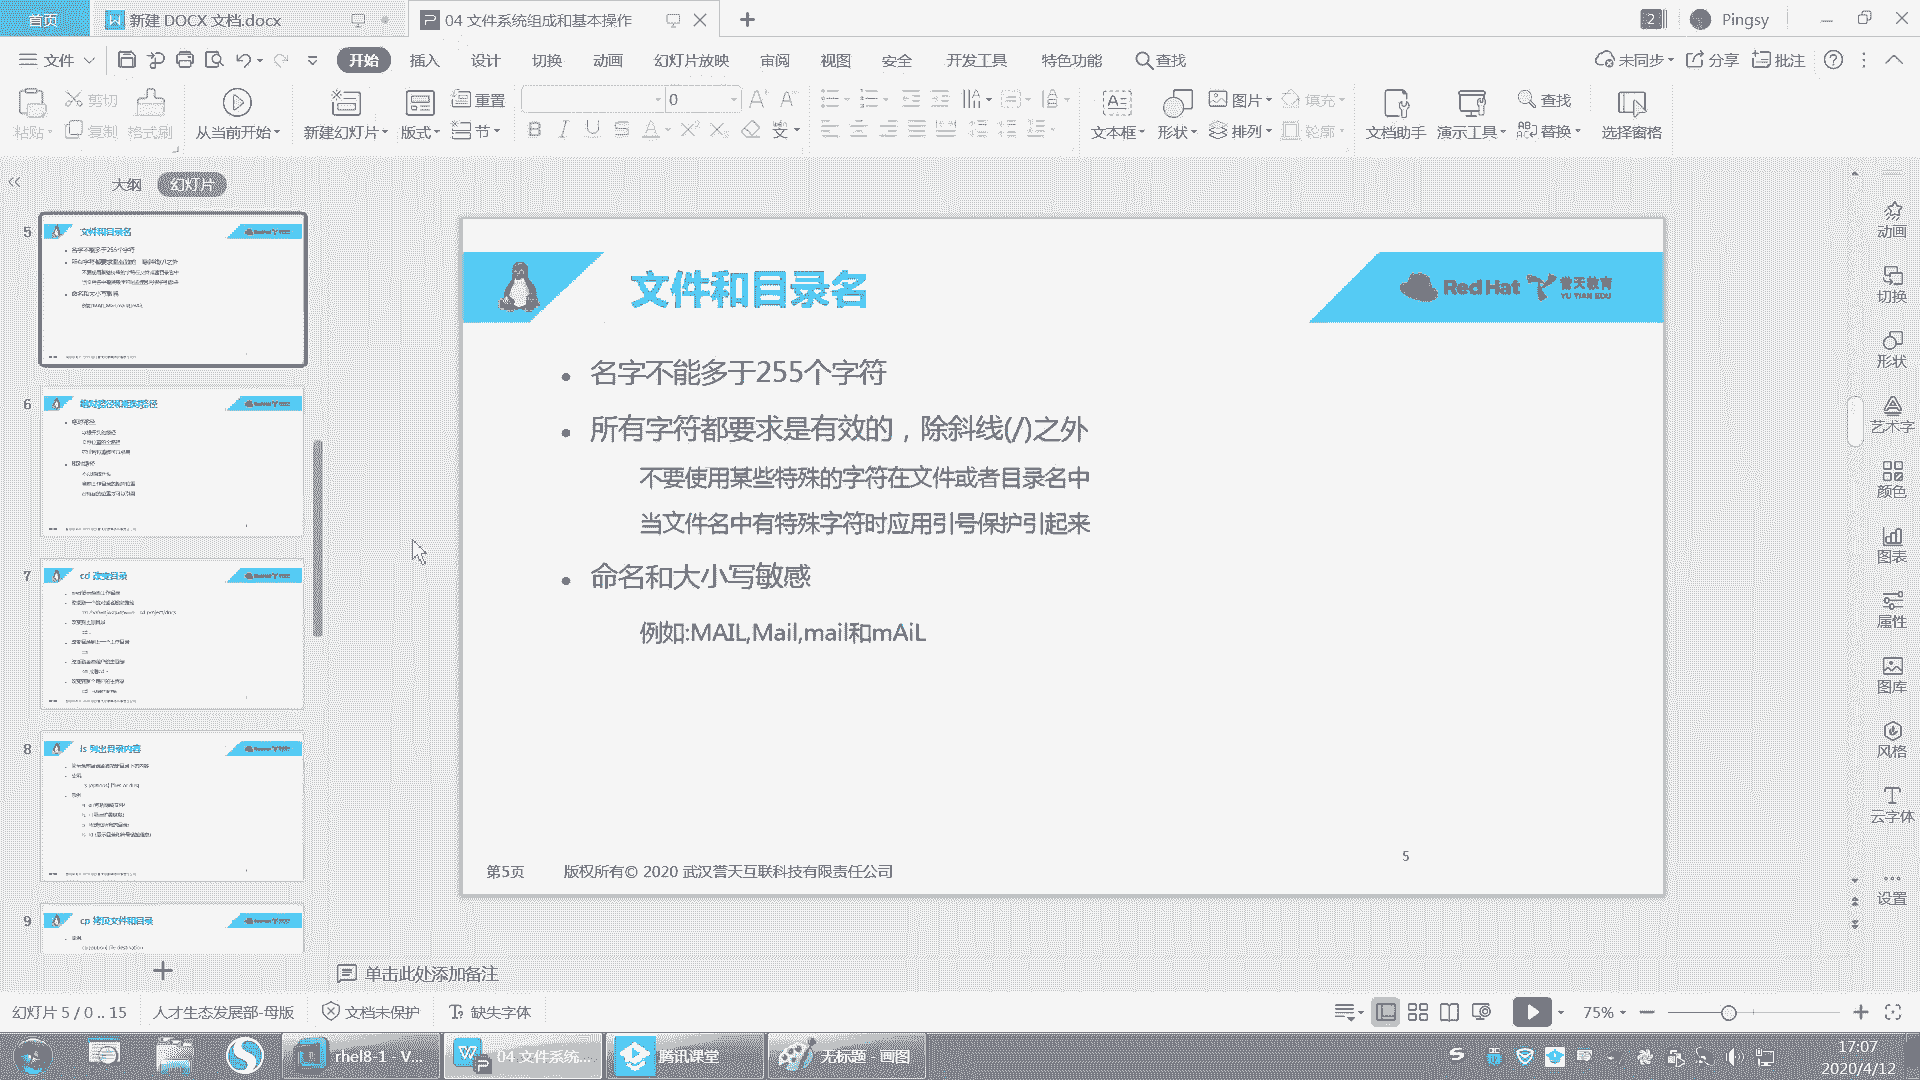 首页
新建 DOCX 文档.docx
04 文件系统组成和基本操作
2
Pingsy
文件
开始
插入
设计
切换
动画
幻灯片放映
审阅
视图
安全
开发工具
特色功能
查找
未同步
分享
批注
粘贴
剪切
复制
格式刷
从当前开始
新建幻灯片
版式
重置
节
0
文本框
形状
图片
排列
填充
轮廓
文档助手
演示工具
查找
替换
选择窗格
大纲
幻灯片
5
文件和目录名
6
绝对路径和相对路径
7
cd 改变目录
8
ls 列出目录内容
9
cp 拷贝文件和目录
文件和目录名
Red Hat
誉天教育
YU TIAN EDU
名字不能多于255个字符
所有字符都要求是有效的，除斜线(/)之外
不要使用某些特殊的字符在文件或者目录名中
当文件名中有特殊字符时应用引号保护引起来
命名和大小写敏感
例如:MAIL,Mail,mail和mAiL
5
第5页
版权所有© 2020 武汉誉天互联科技有限责任公司
动画
切换
形状
艺术字
颜色
图表
属性
图库
风格
云字体
设置
单击此处添加备注
幻灯片 5 / 0 .. 15
人才生态发展部-母版
文档未保护
缺失字体
75%
rhel8-1 - V...
04 文件系统...
腾讯课堂
无标题 - 画图
17:07
2020/4/12